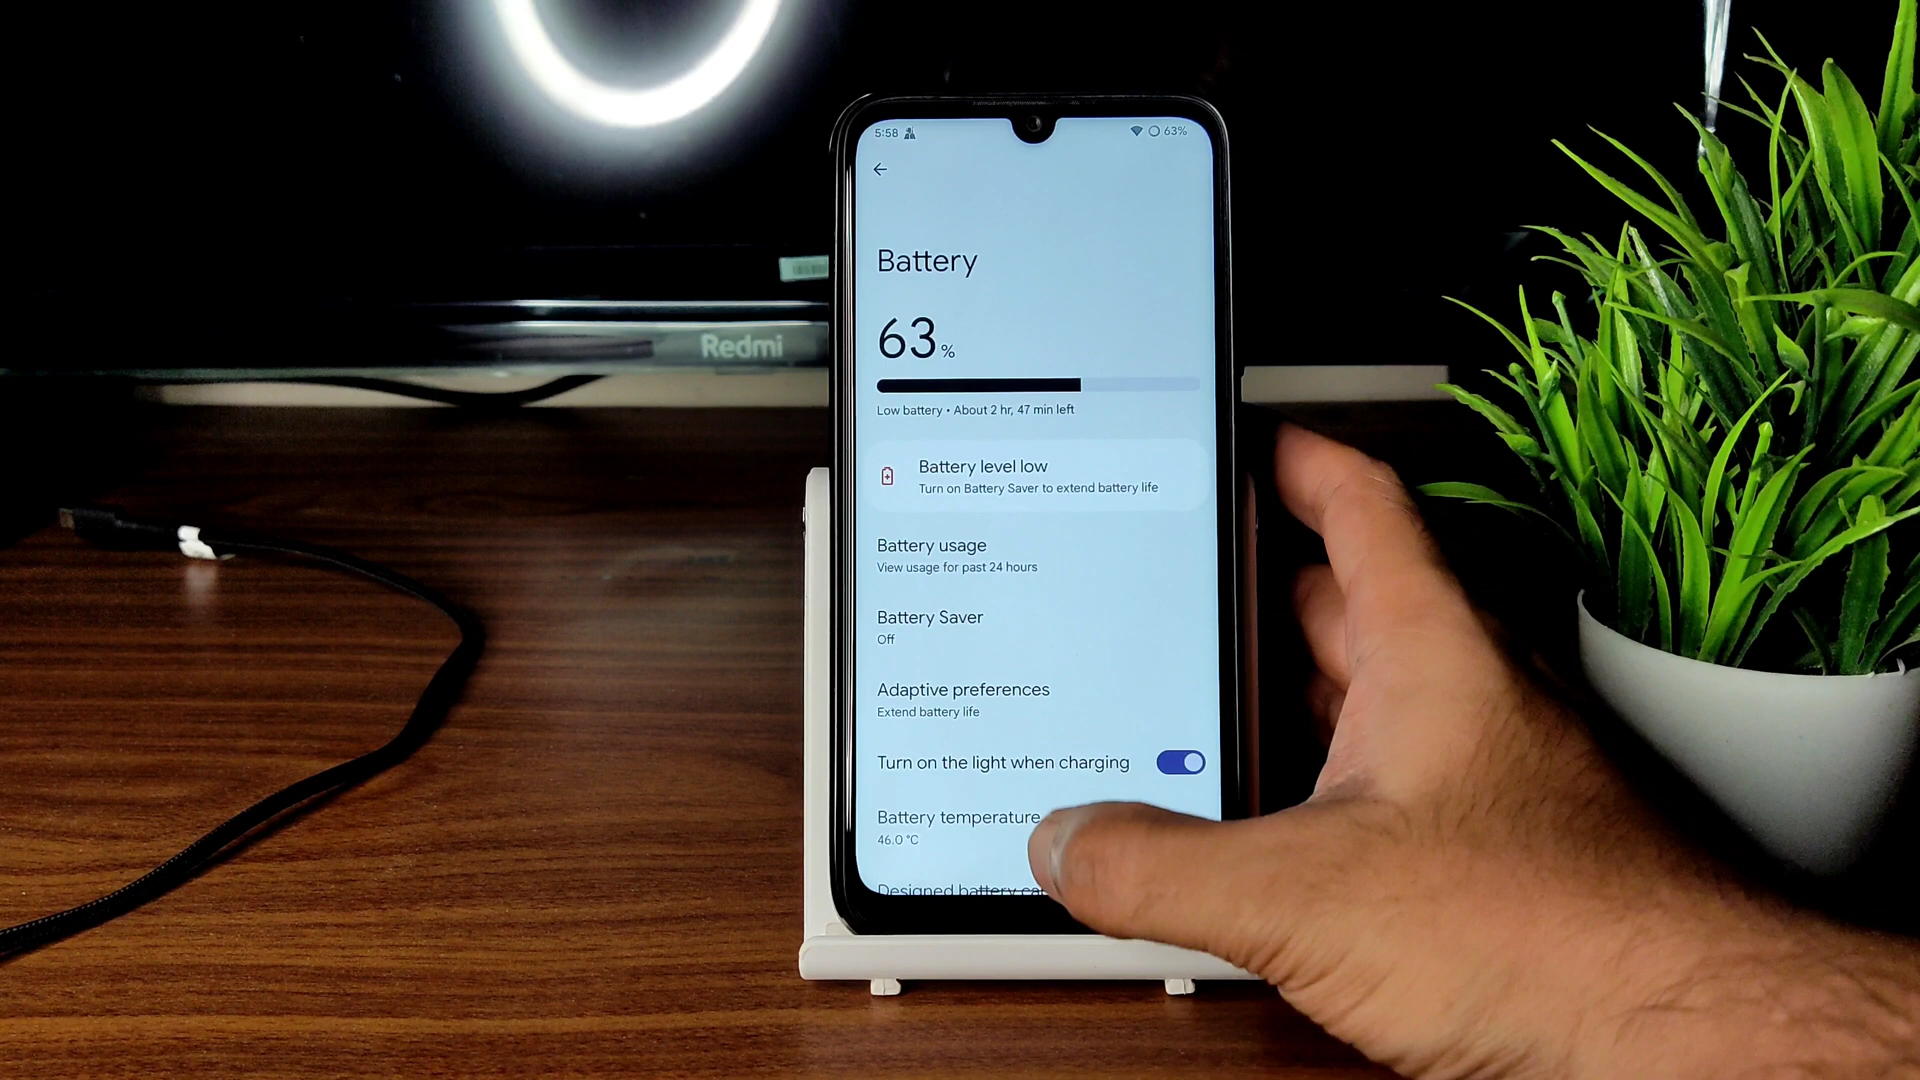 5:58
63%
Battery
63%
Low battery • About 2 hr, 47 min left
Battery level low
Turn on Battery Saver to extend battery life
Battery usage
View usage for past 24 hours
Battery Saver
Off
Adaptive preferences
Extend battery life
Turn on the light when charging
Battery temperature
46.0 °C
Designed battery
Redmi